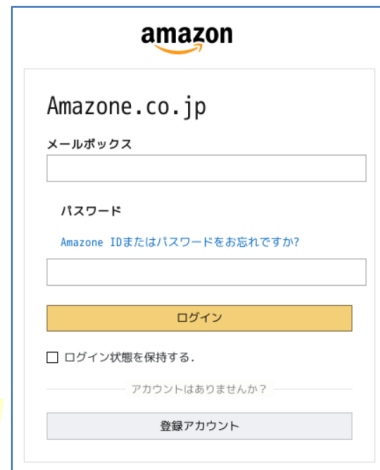 amazon
Amazone.co.jp
メールボックス
パスワード
Amazone IDまたはパスワードをお忘れですか?
ログイン
ログイン状態を保持する.
アカウントはありませんか？
登録アカウント